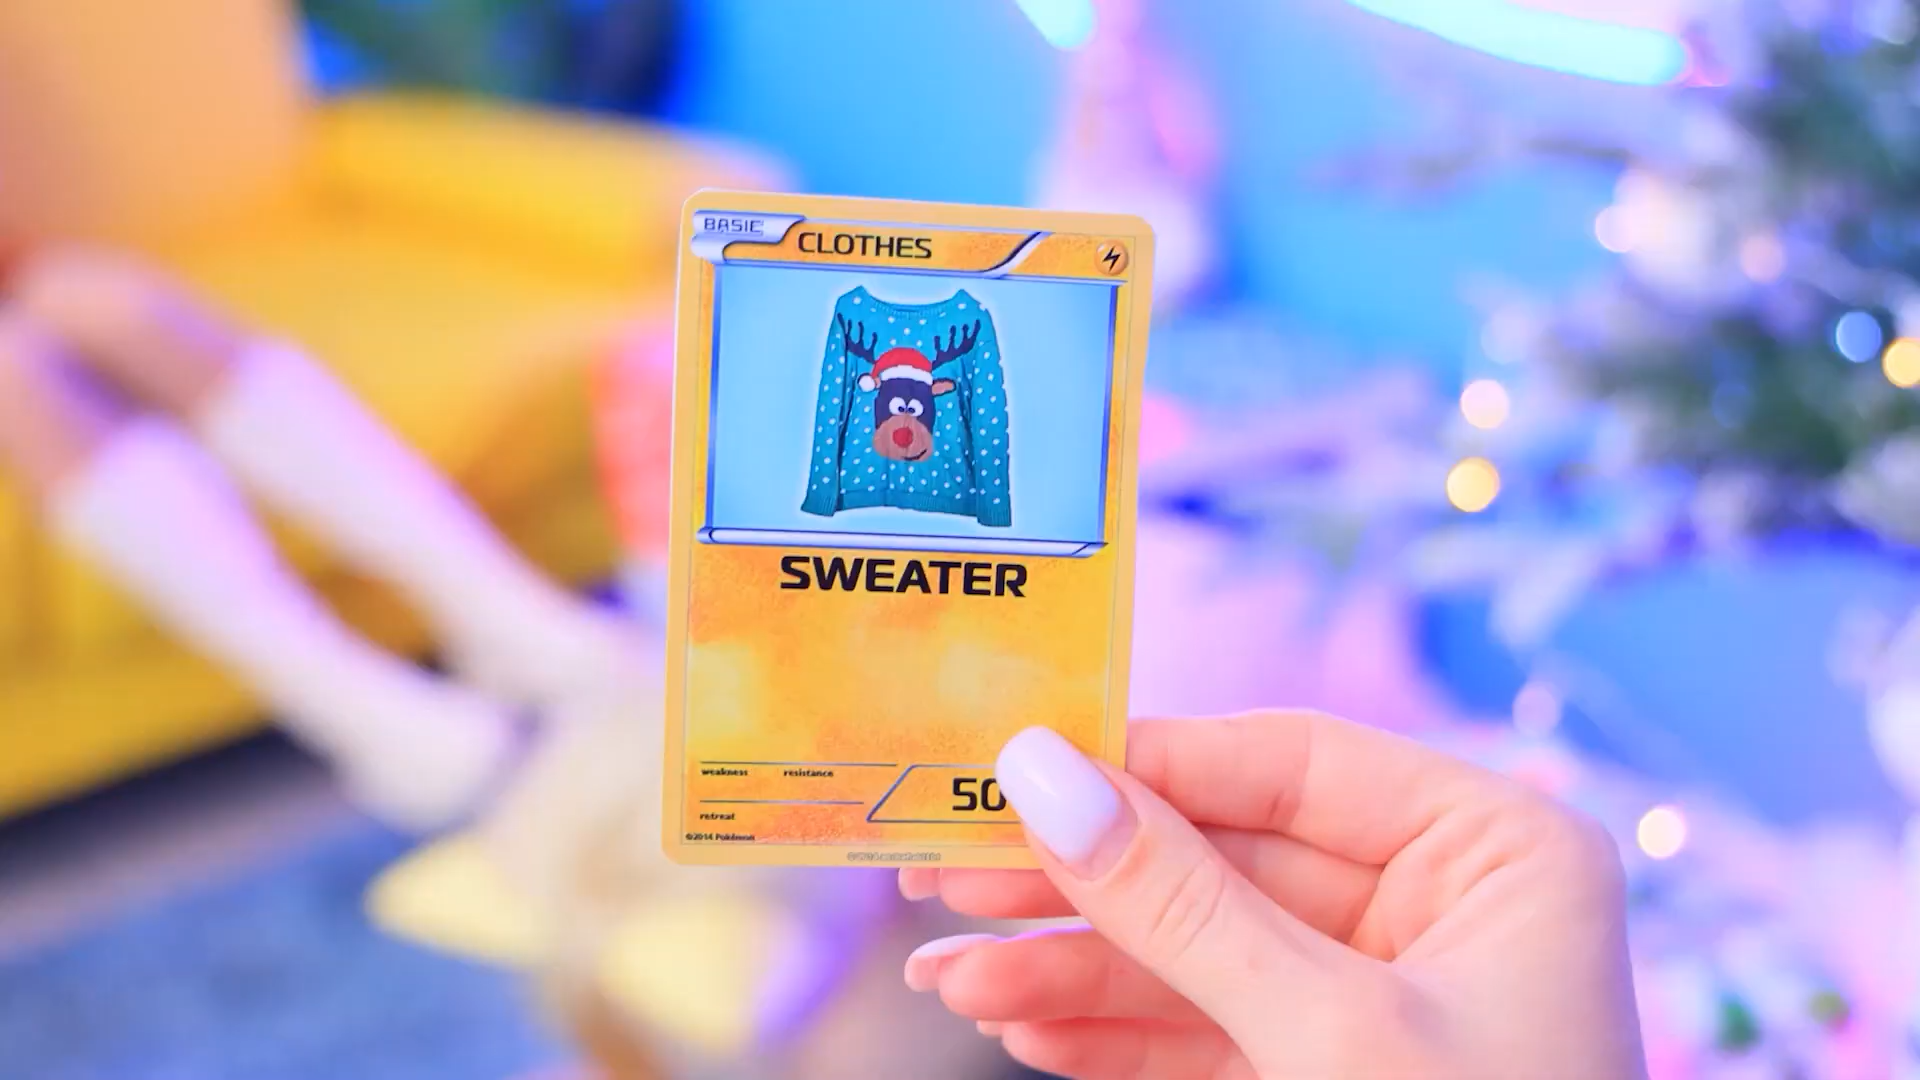 BASIC
CLOTHES
SWEATER
weakness resistance
50
retreat
©2014 Pokémon